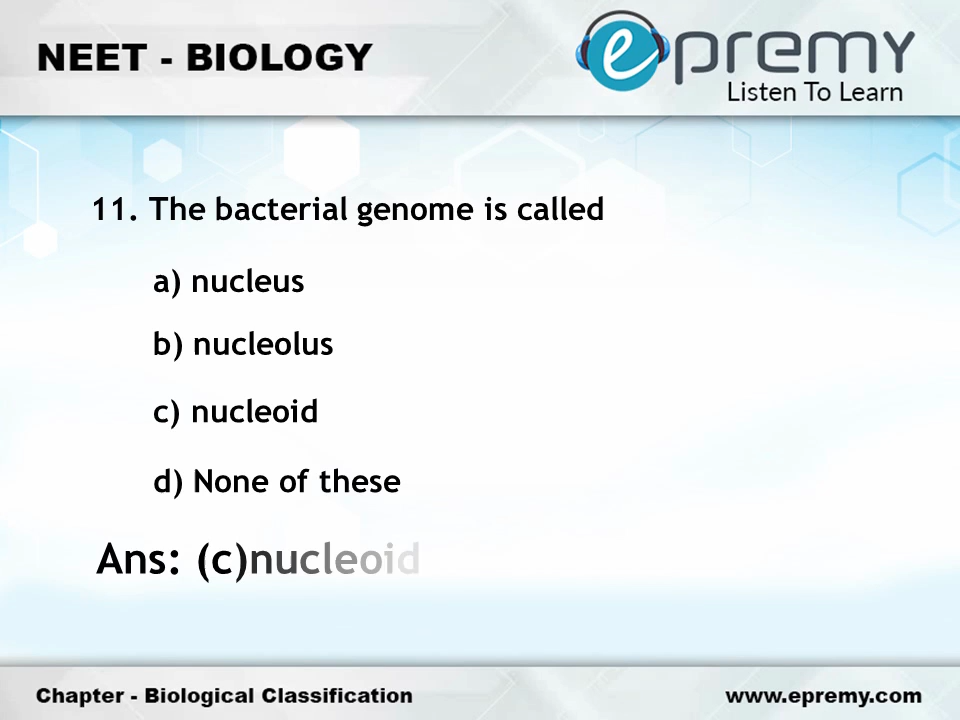 NEET - BIOLOGY
epremy
Listen To Learn
11. The bacterial genome is called
a) nucleus
b) nucleolus
c) nucleoid
d) None of these
Ans: (c)nucleoid
Chapter - Biological Classification
www.epremy.com